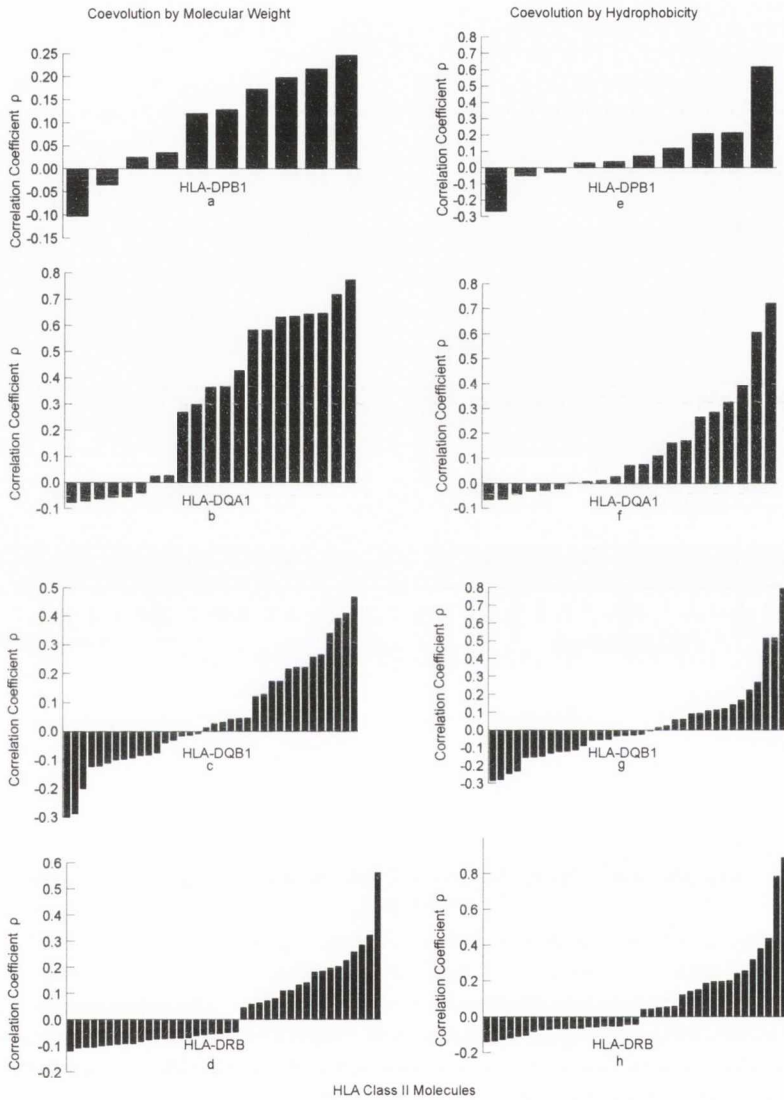 Coevolution by Molecular Weight
Coevolution by Hydrophobicity
Correlation Coefficient ρ
0.25
0.20
0.15
0.10
0.05
0.00
-0.05
-0.10
-0.15
HLA-DPB1
a
Correlation Coefficient ρ
0.8
0.7
0.6
0.5
0.4
0.3
0.2
0.1
0.0
-0.1
-0.2
-0.3
HLA-DPB1
e
Correlation Coefficient ρ
0.8
0.7
0.6
0.5
0.4
0.3
0.2
0.1
0.0
-0.1
HLA-DQA1
b
Correlation Coefficient ρ
0.8
0.7
0.6
0.5
0.4
0.3
0.2
0.1
0.0
-0.1
HLA-DQA1
f
Correlation Coefficient ρ
0.5
0.4
0.3
0.2
0.1
0.0
-0.1
-0.2
-0.3
HLA-DQB1
c
Correlation Coefficient ρ
0.8
0.7
0.6
0.5
0.4
0.3
0.2
0.1
0.0
-0.1
-0.2
-0.3
HLA-DQB1
g
Correlation Coefficient ρ
0.6
0.5
0.4
0.3
0.2
0.1
0.0
-0.1
-0.2
HLA-DRB
d
Correlation Coefficient ρ
0.8
0.6
0.4
0.2
0.0
-0.2
HLA-DRB
h
HLA Class II Molecules